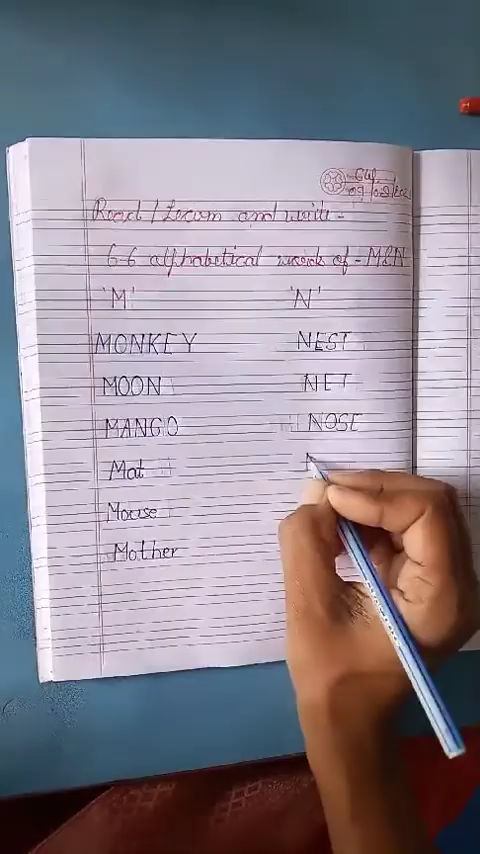 Read / Learn and write -
6-6 alphabetical words of - M&N
'M' 'N'
MONKEY NEST
MOON NET
MANGO NOSE
Mat
Mouse
Mother